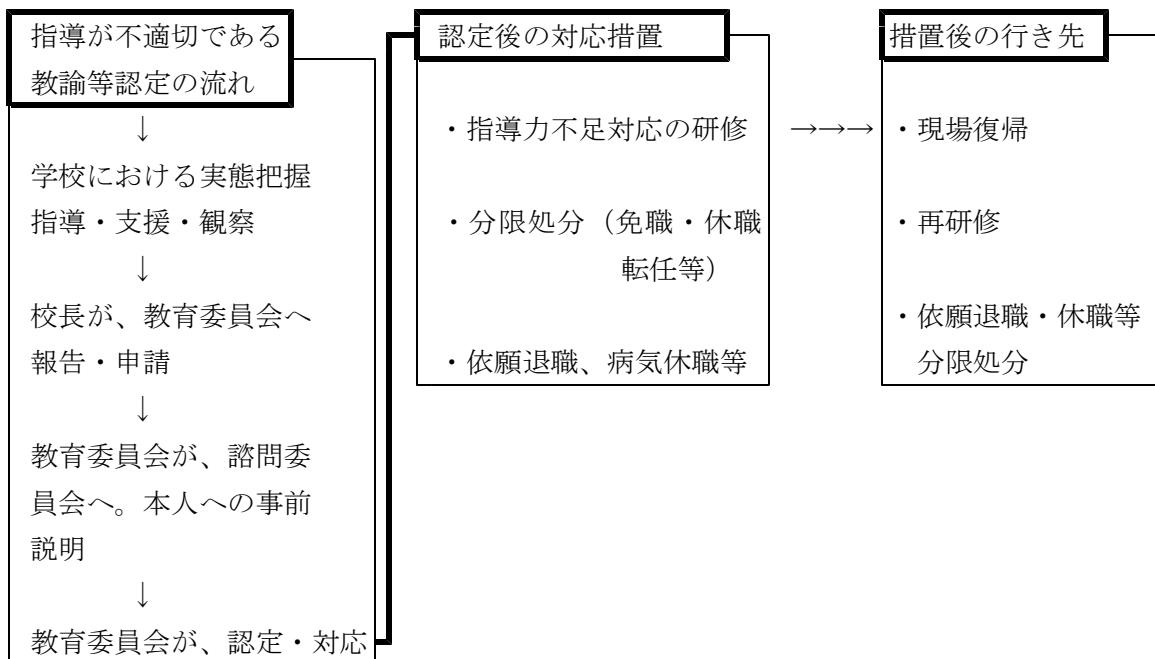 指導が不適切である
教諭等認定の流れ
↓
学校における実態把握
指導・支援・観察
↓
校長が、教育委員会へ
報告・申請
↓
教育委員会が、諮問委
員会へ。本人への事前
説明
↓
教育委員会が、認定・対応
認定後の対応措置
・指導力不足対応の研修 →→→
・分限処分（免職・休職
転任等）
・依願退職、病気休職等
措置後の行き先
・現場復帰
・再研修
・依願退職・休職等
分限処分